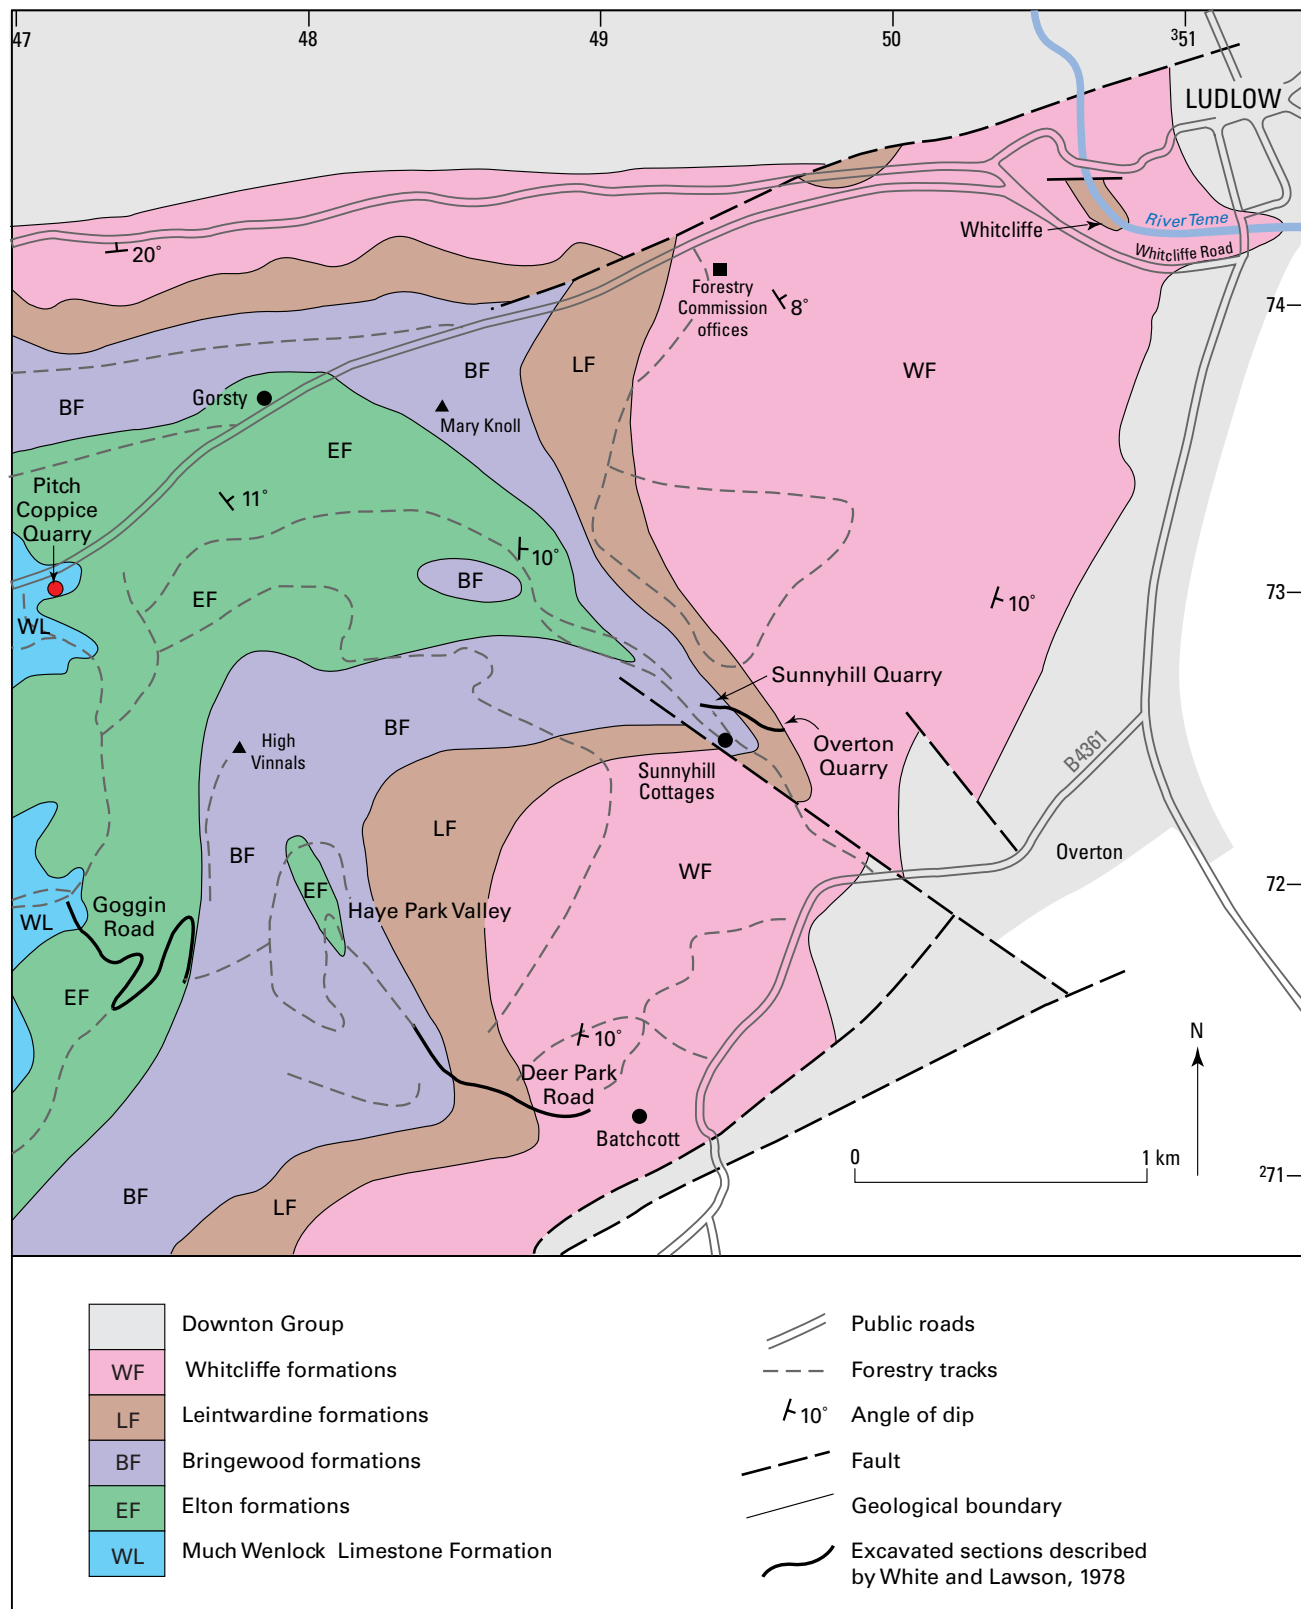 47
48
49
50
³51
LUDLOW
River Teme
Whitcliffe
Whitcliffe Road
20°
Forestry
Commission
offices
8°
74
LF
WF
BF
BF
Gorsty
Mary Knoll
EF
Pitch
Coppice
Quarry
11°
10°
BF
EF
73
10°
WL
Sunnyhill Quarry
BF
High
Vinnals
Overton
Quarry
B4361
Sunnyhill
Cottages
LF
BF
WF
Overton
72
EF
Haye Park Valley
Goggin
Road
WL
EF
10°
N
Deer Park
Road
Batchcott
0
1 km
²71
BF
LF
Downton Group
WF
Whitcliffe formations
LF
Leintwardine formations
BF
Bringewood formations
EF
Elton formations
WL
Much Wenlock Limestone Formation
Public roads
Forestry tracks
10°
Angle of dip
Fault
Geological boundary
Excavated sections described
by White and Lawson, 1978